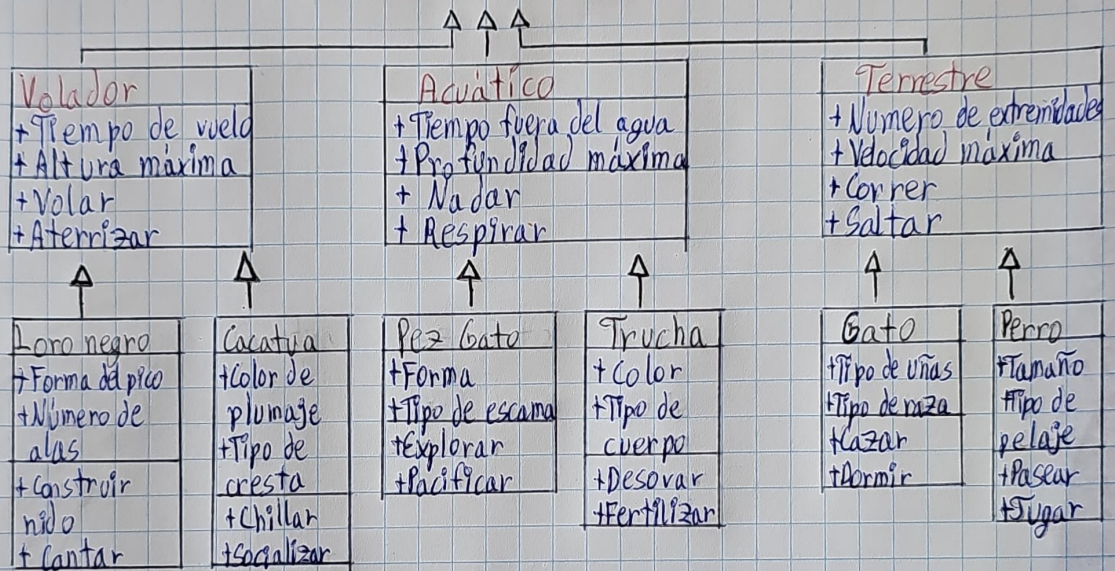 Volador
+Tiempo de vuelo
+Altura máxima
+Volar
+Aterrizar
Acuático
+Tiempo fuera del agua
+Profundidad máxima
+ Nadar
+ Respirar
Terrestre
+Numero de extremidades
+Velocidad máxima
+Correr
+Saltar
Loro negro
+Forma del pico
+Número de
alas
+Construir
nido
+ Cantar
Cacatua
+Color de
plumaje
+Tipo de
cresta
+Chillar
+Socializar
Pez Gato
+Forma
+Tipo de escama
+Explorar
+Pacificar
Trucha
+Color
+Tipo de
cuerpo
+Desovar
+Fertilizar
Gato
+Tipo de uñas
+Tipo de raza
+Cazar
+Dormir
Perro
+Tamaño
+Tipo de
pelaje
+Pasear
+Jugar